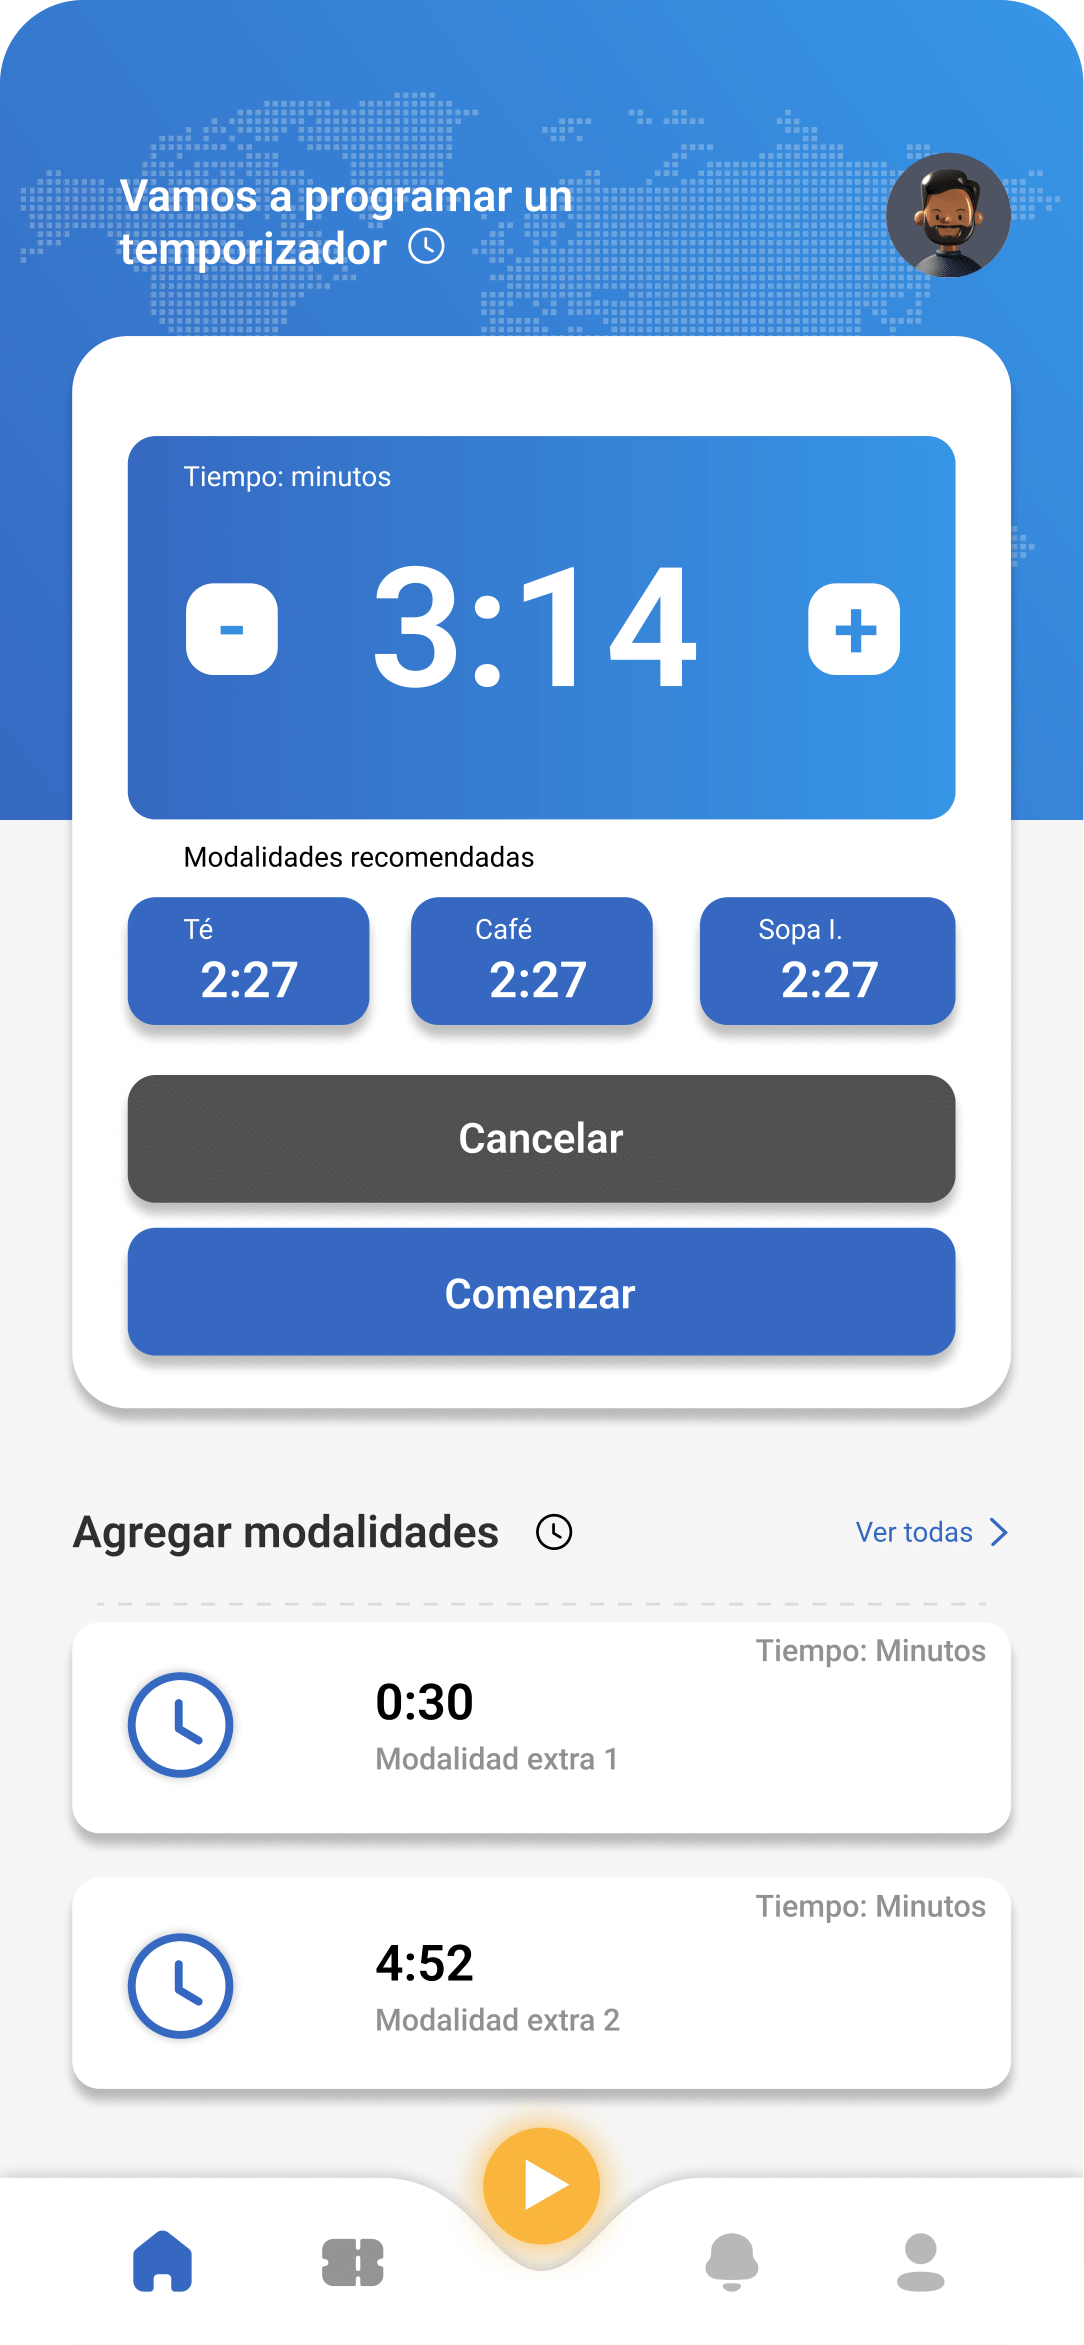 Vamos a programar un
temporizador
Tiempo: minutos
-
3:14
+
Modalidades recomendadas
Té
2:27
Café
2:27
Sopa I.
2:27
Cancelar
Comenzar
Agregar modalidades
Ver todas
Tiempo: Minutos
0:30
Modalidad extra 1
Tiempo: Minutos
4:52
Modalidad extra 2